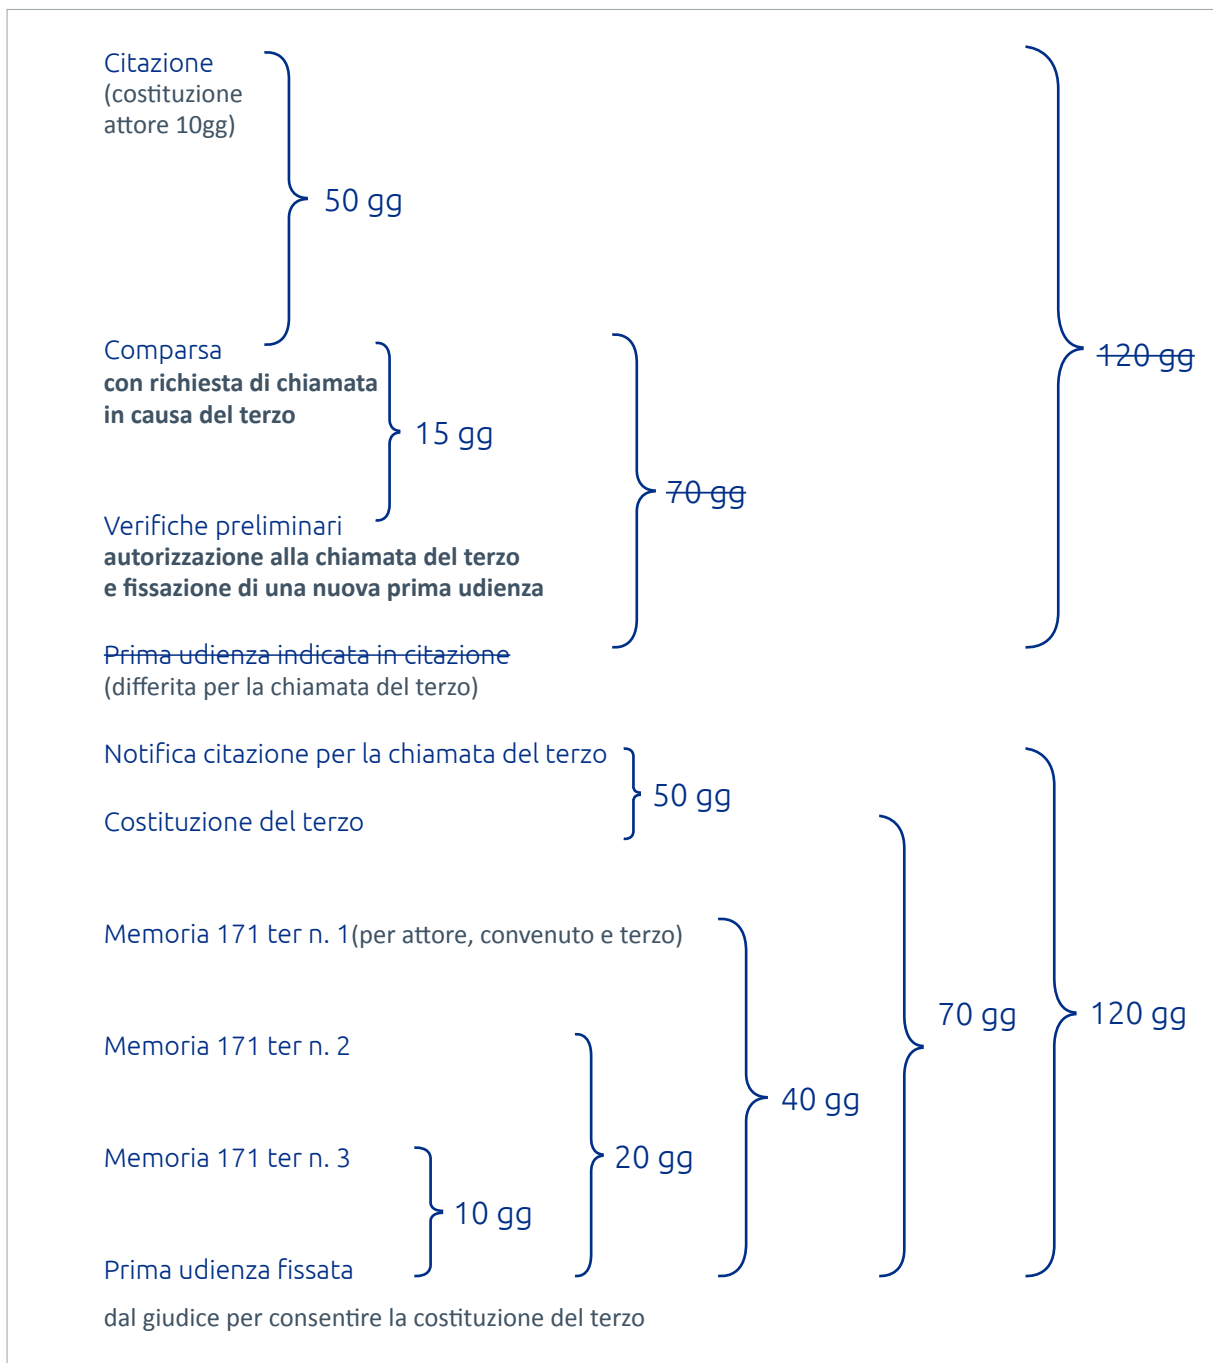 Citazione
(costituzione
attore 10gg)
50 gg
Comparsa
con richiesta di chiamata
in causa del terzo
120 gg
15 gg
70 gg
Verifiche preliminari
autorizzazione alla chiamata del terzo
e fissazione di una nuova prima udienza
Prima udienza indicata in citazione
(differita per la chiamata del terzo)
Notifica citazione per la chiamata del terzo
50 gg
Costituzione del terzo
Memoria 171 ter n. 1(per attore, convenuto e terzo)
70 gg
120 gg
Memoria 171 ter n. 2
40 gg
Memoria 171 ter n. 3
20 gg
10 gg
Prima udienza fissata
dal giudice per consentire la costituzione del terzo